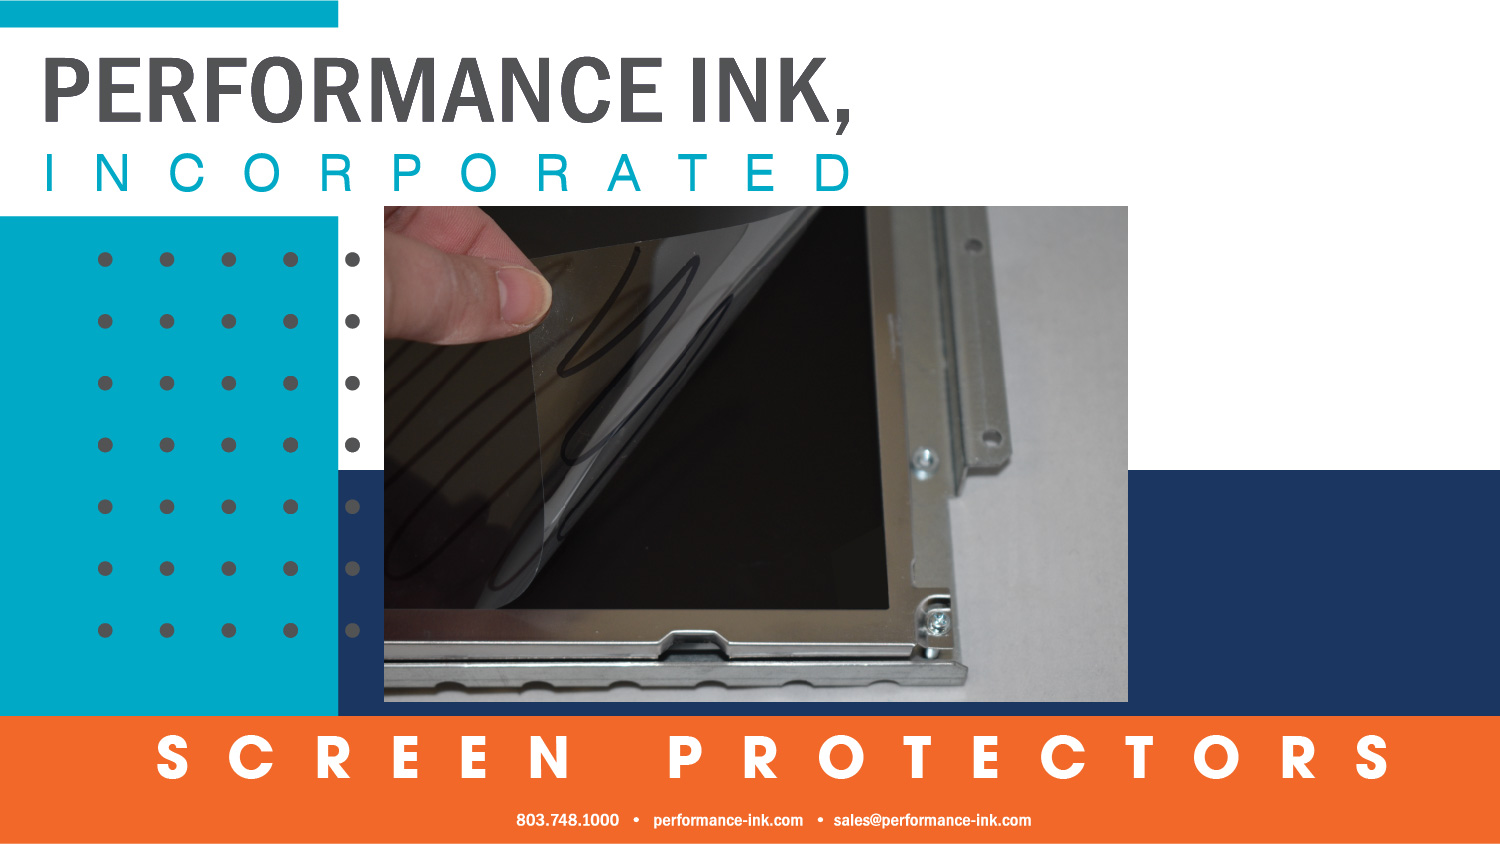 PERFORMANCE INK,
INCORPORATED
SCREEN PROTECTORS
803.748.1000 • performance-ink.com • sales@performance-ink.com